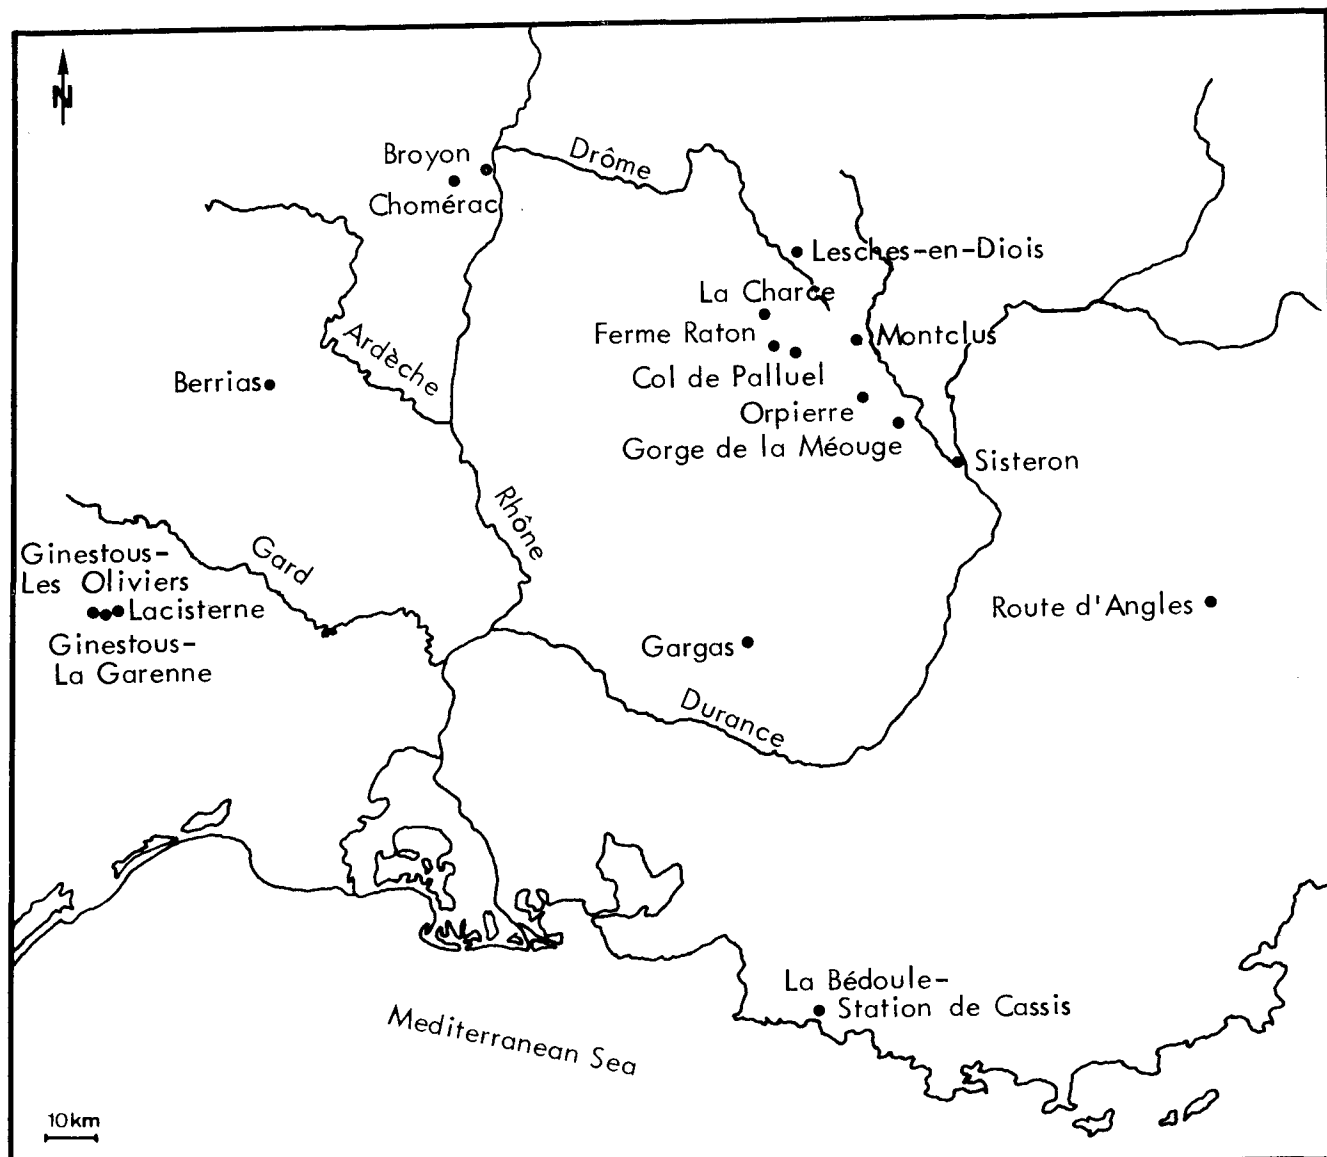 N
Broyon
Drôme
Chomérac
Lesches-en-Diois
La Charce
Ferme Raton
Montclus
Ardèche
Berrias
Col de Palluel
Orpierre
Gorge de la Méouge
Sisteron
Rhône
Gard
Ginestous-
Les Oliviers
Lacisterne
Route d'Angles
Ginestous-
La Garenne
Gargas
Durance
La Bédoule-
Station de Cassis
Mediterranean Sea
10km